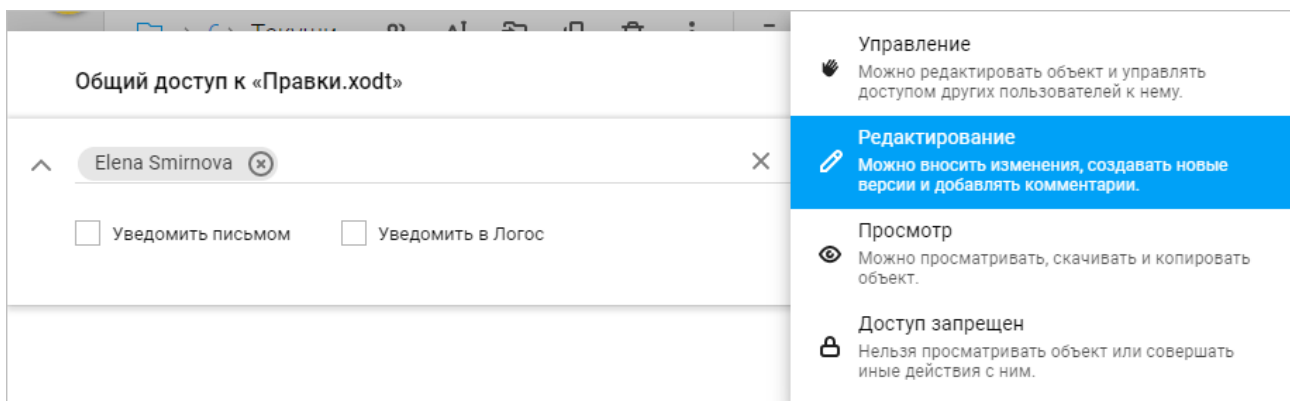 Общий доступ к «Правки.xodt»
Elena Smirnova
Уведомить письмом
Уведомить в Логос
Управление
Можно редактировать объект и управлять
доступом других пользователей к нему.
Редактирование
Можно вносить изменения, создавать новые
версии и добавлять комментарии.
Просмотр
Можно просматривать, скачивать и копировать
объект.
Доступ запрещен
Нельзя просматривать объект или совершать
иные действия с ним.